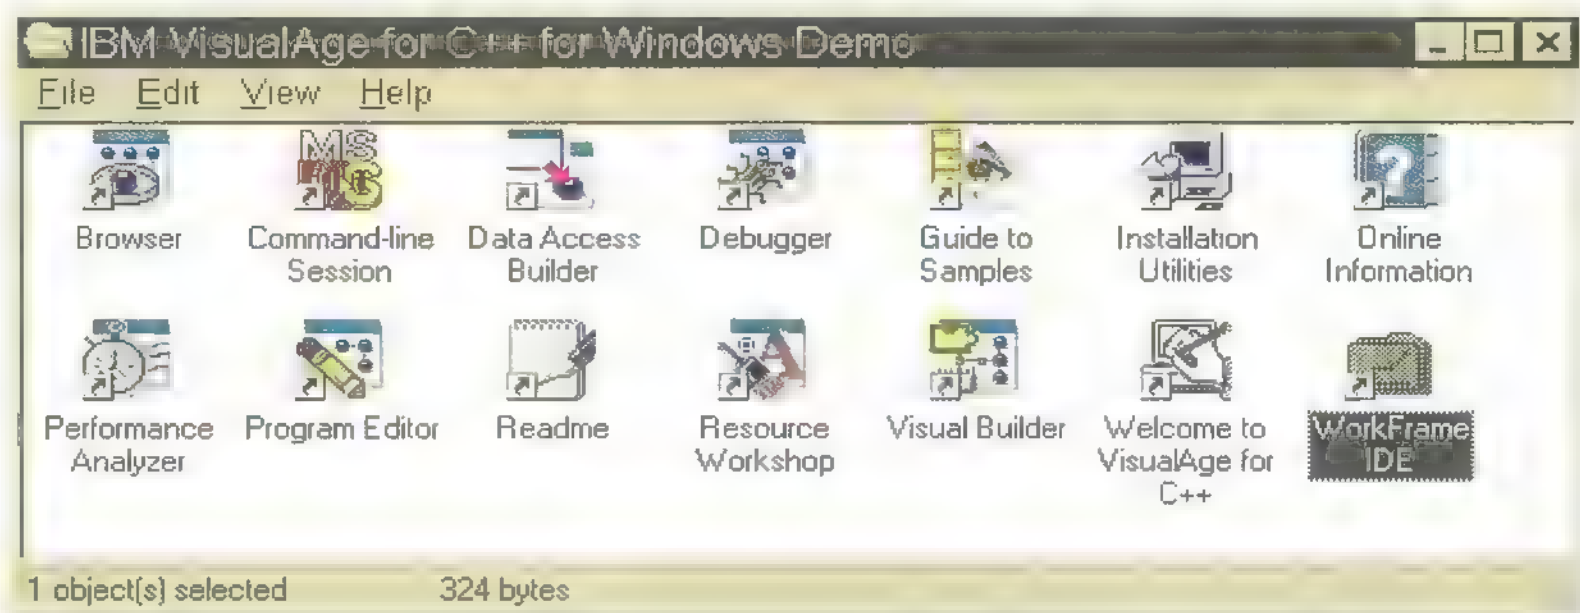 IBM VisualAge for C++ for Windows Demo
File Edit View Help
Browser
Command-line
Session
Data Access
Builder
Debugger
Guide to
Samples
Installation
Utilities
Online
Information
Performance
Analyzer
Program Editor
Readme
Resource
Workshop
Visual Builder
Welcome to
VisualAge for
C++
WorkFrame
IDE
1 object(s) selected 324 bytes